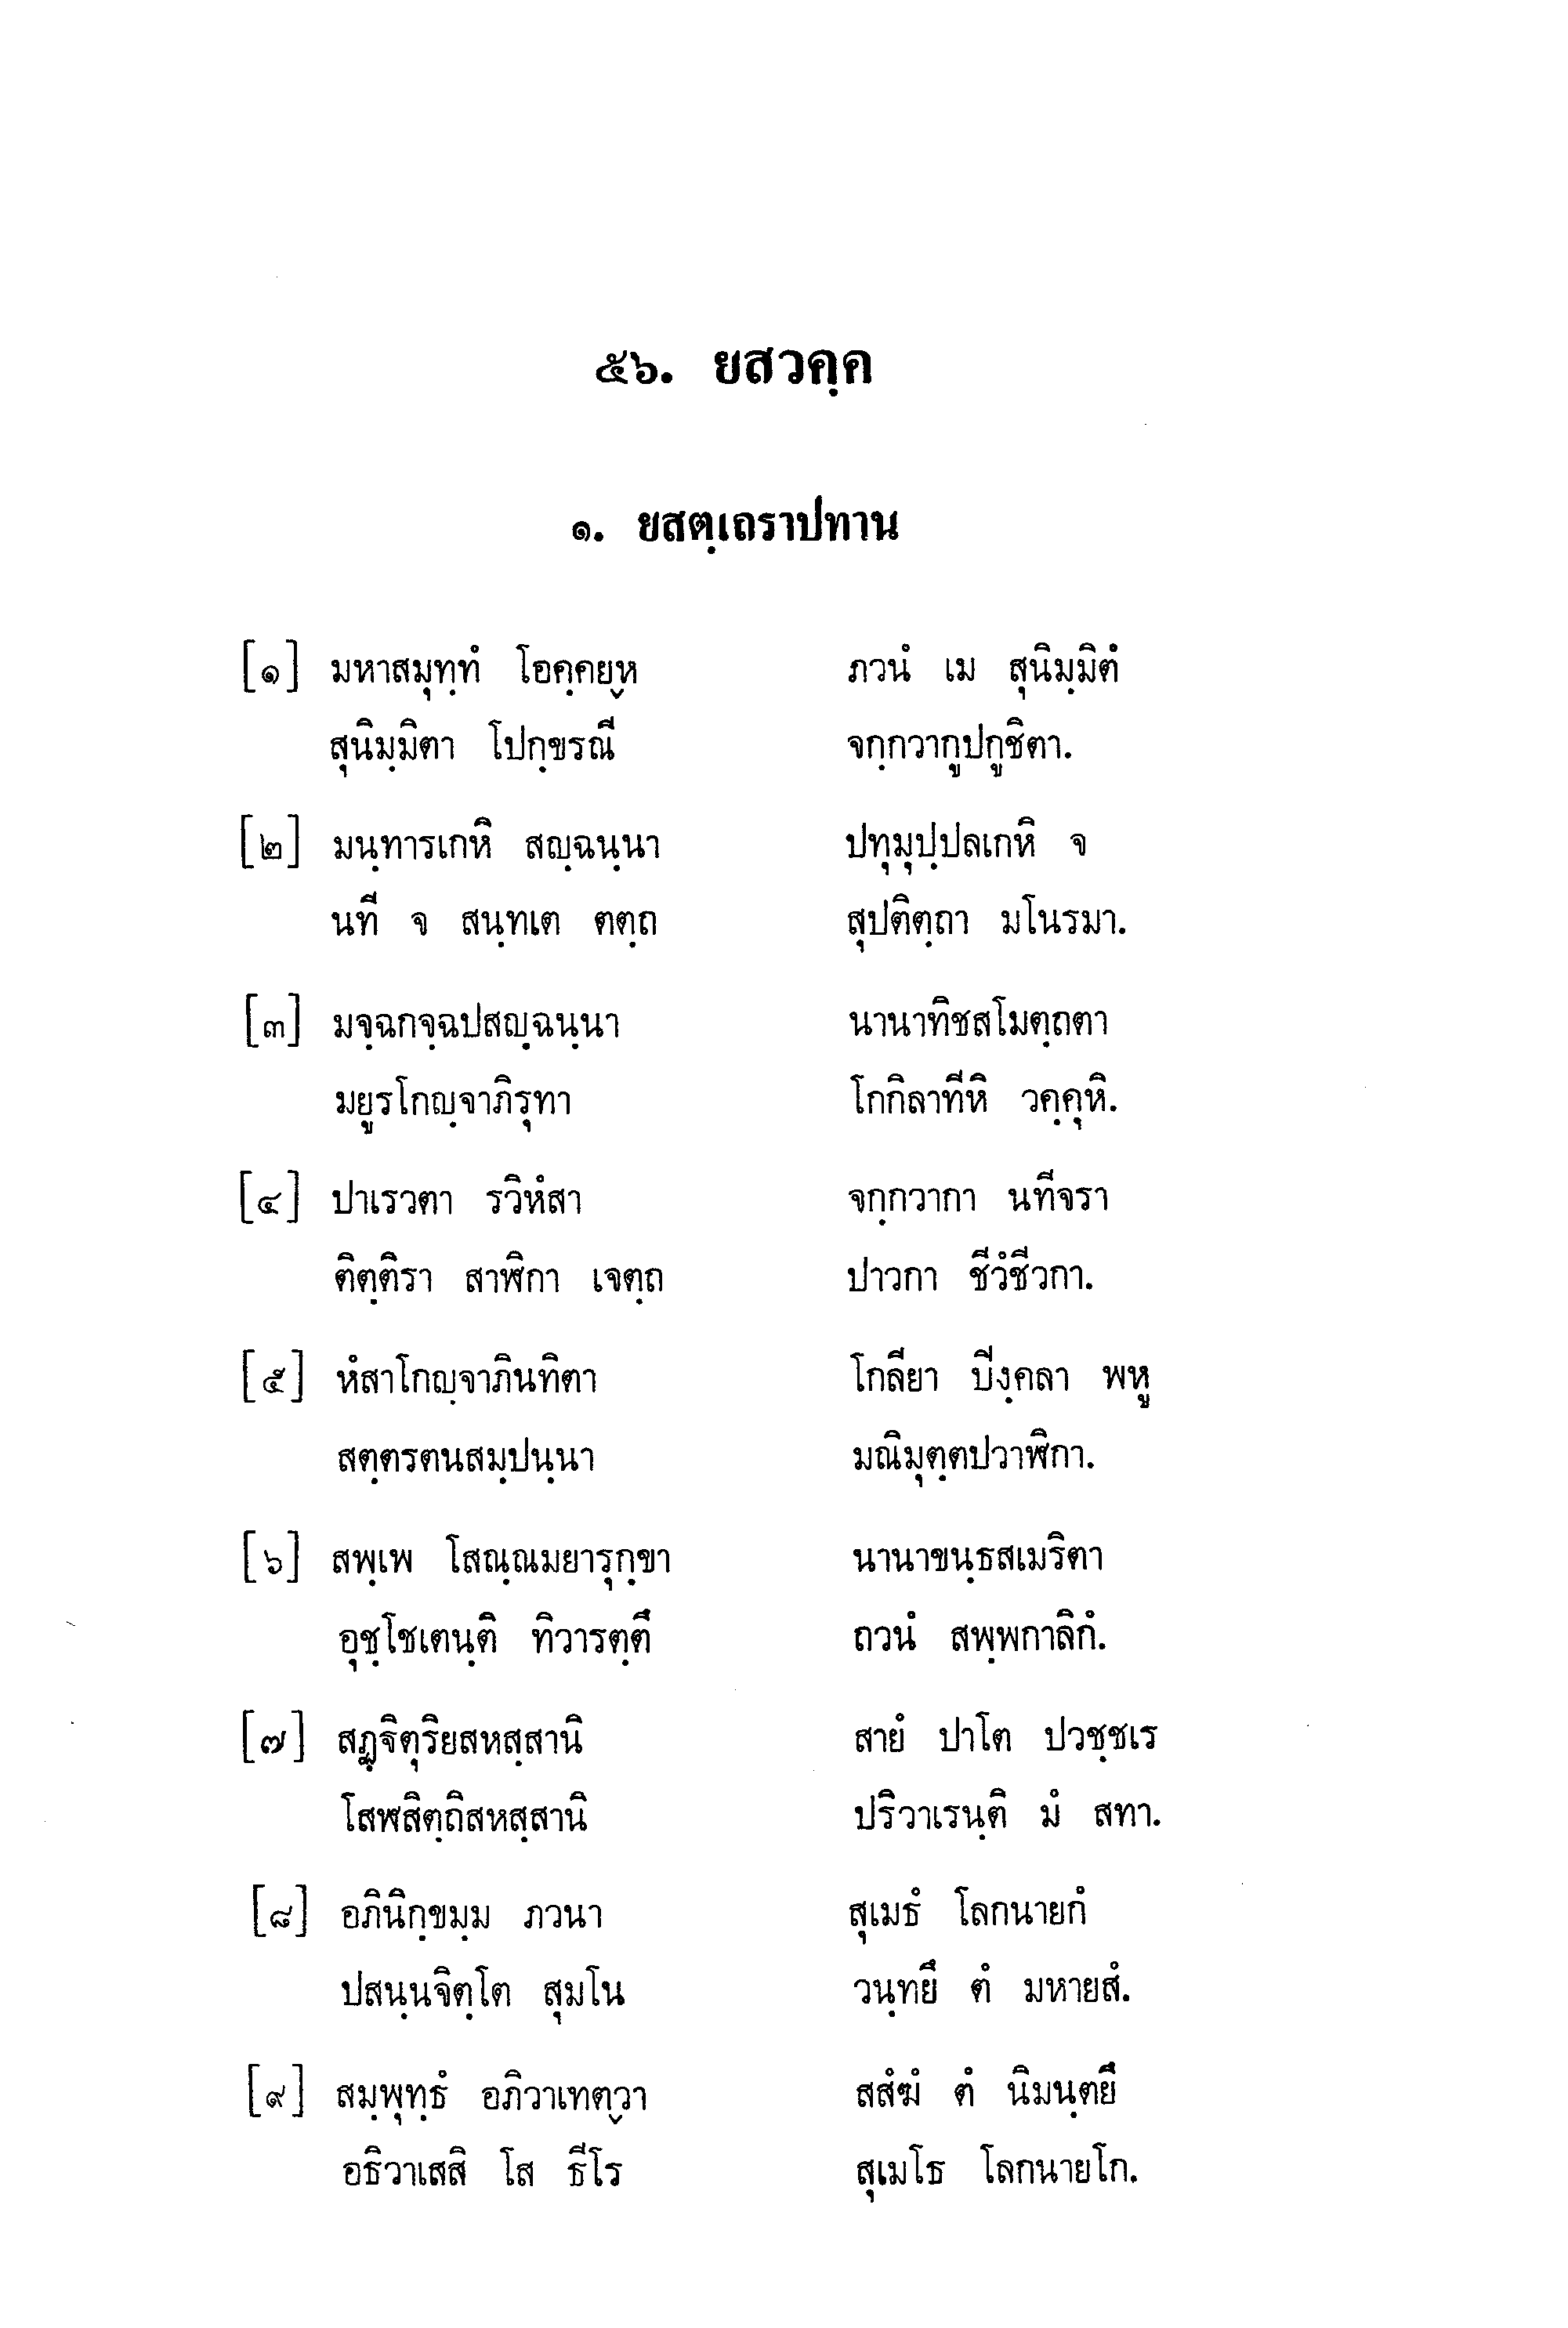 ๕๖. ยสวคฺค
๑. ยสตฺเถราปทาน
[๑] มหาสมุทฺทํ โอคฺคยฺห ภวนํ เม สุนิมฺมิตํ
สุนิมฺมิตา โปกฺขรณี จกฺกวากูปกูชิตา.
[๒] มนฺทารเกหิ สญฺฉนฺนา ปทุมุปฺปลเกหิ จ
นที จ สนฺทเต ตตฺถ สุปติตฺถา มโนรมา.
[๓] มจฺฉกจฺฉปสญฺฉนฺนา นานาทิชสโมตฺถตา
มยูรโกญฺจาภิรุทา โกกิลาทีหิ วคฺคุหิ.
[๔] ปาเรวตา รวิหํสา จกฺกวากา นทีจรา
ติตฺติรา สาฬิกา เจตฺถ ปาวกา ชีวํชีวกา.
[๕] หํสาโกญฺจาภินทิตา โกลียา บีงฺคลา พหู
สตฺตรตนสมฺปนฺนา มณิมุตฺตปวาฬิกา.
[๖] สพฺเพ โสณฺณมยารุกฺขา นานาขนฺธสเมริตา
อุชฺโชเตนฺติ ทิวารตฺตึ ถวนํ สพฺพกาลิกํ.
[๗] สฏฺจิตุริยสหสฺสานิ สายํ ปาโต ปวชฺชเร
โสฬสิตฺถิสหสฺสานิ ปริวาเรนฺติ มํ สทา.
[๘] อภินิกฺขมฺม ภวนา สุเมธํ โลกนายกํ
ปสนฺนจิตฺโต สุมโน วนฺทยึ ตํ มหายสํ.
[๙] สมฺพุทฺธํ อภิวาเทตฺวา สสํฆํ ตํ นิมนฺตยึ
อธิวาเสสิ โส ธีโร สุเมโธ โลกนายโก.